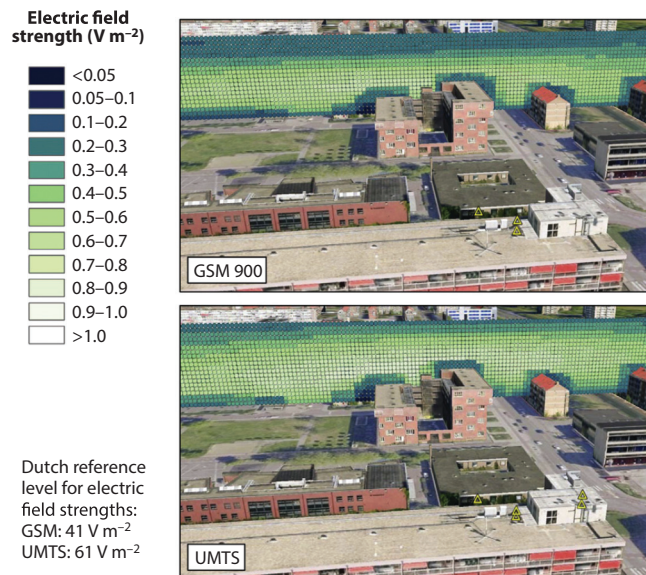 Electric field
strength (V m⁻²)
<0.05
0.05–0.1
0.1–0.2
0.2–0.3
0.3–0.4
0.4–0.5
0.5–0.6
0.6–0.7
0.7–0.8
0.8–0.9
0.9–1.0
>1.0
GSM 900
Dutch reference
level for electric
field strengths:
GSM: 41 V m⁻²
UMTS: 61 V m⁻²
UMTS